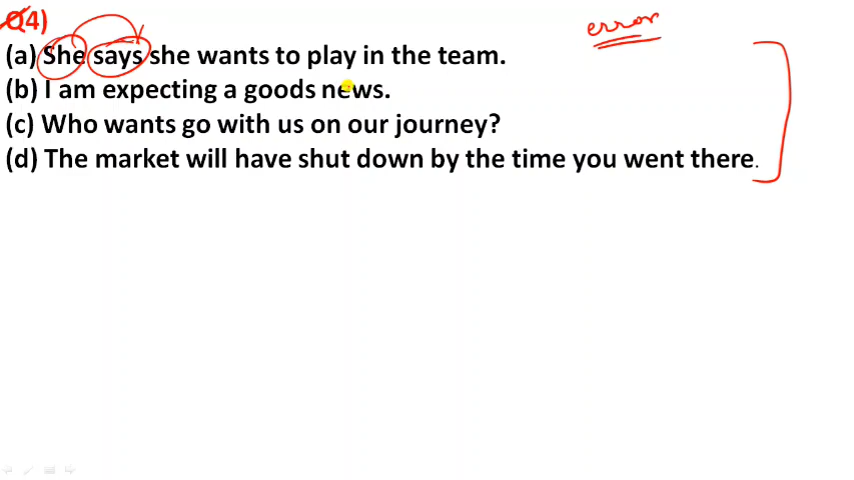 Q4)
error
(a) She says she wants to play in the team.
(b) I am expecting a goods news.
(c) Who wants go with us on our journey?
(d) The market will have shut down by the time you went there.